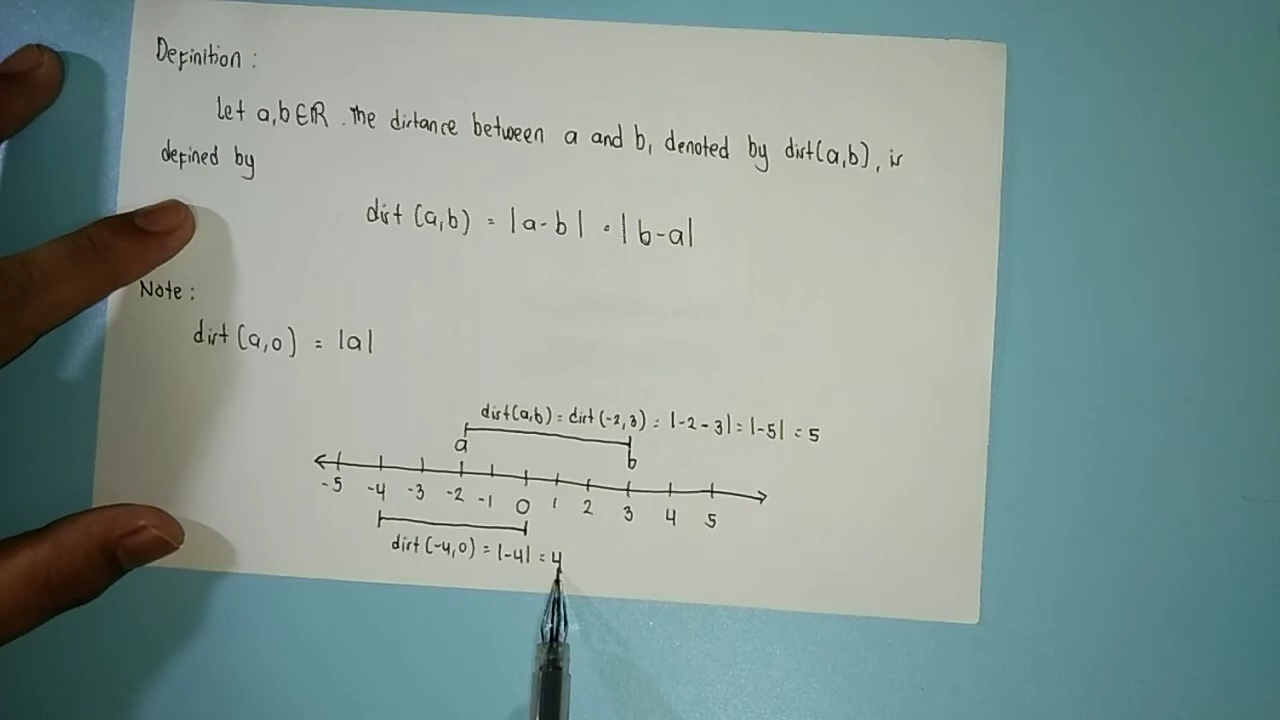 Definition :
let a,b∈ℝ. The distance between a and b, denoted by dist(a,b), is
defined by
dist (a,b) = |a-b| = |b-a|
Note :
dist (a,0) = |a|
dist(a,b) = dist (-2,3) = |-2-3| = |-5| = 5
a
b
-5 -4 -3 -2 -1 0 1 2 3 4 5
dist (-4,0) = |-4| = 4